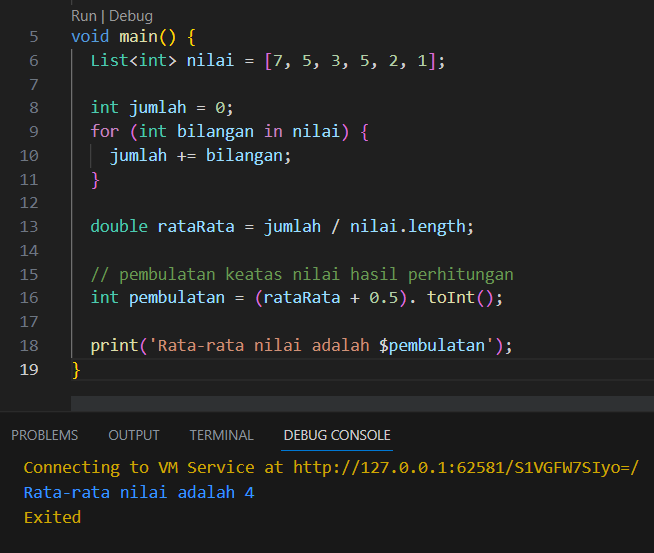 Run | Debug
5 void main() {
6 List<int> nilai = [7, 5, 3, 5, 2, 1];
7
8 int jumlah = 0;
9 for (int bilangan in nilai) {
10 jumlah += bilangan;
11 }
12
13 double rataRata = jumlah / nilai.length;
14
15 // pembulatan keatas nilai hasil perhitungan
16 int pembulatan = (rataRata + 0.5). toInt();
17
18 print('Rata-rata nilai adalah $pembulatan');
19 }
PROBLEMS OUTPUT TERMINAL DEBUG CONSOLE
Connecting to VM Service at http://127.0.0.1:62581/S1VGFW7SIyo=/
Rata-rata nilai adalah 4
Exited